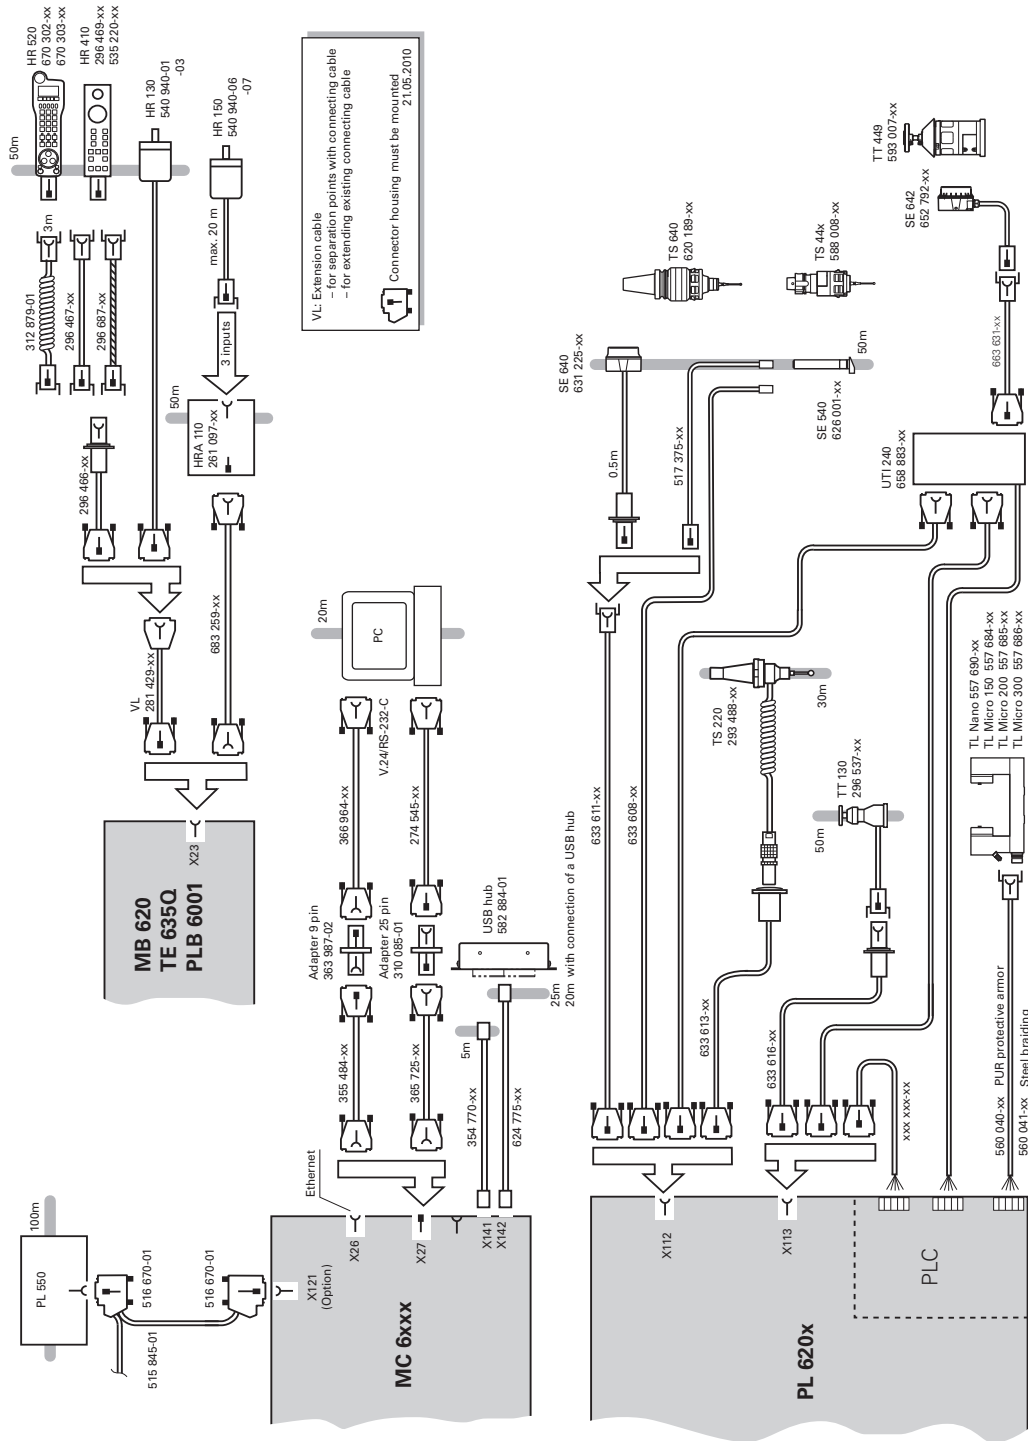 HR 520
670 302-xx
670 303-xx
HR 410
296 469-xx
535 220-xx
50m
HR 130
540 940-01
-03
HR 150
540 940-06
-07
3m
312 879-01
296 467-xx
296 687-xx
max. 20 m
3 inputs
50m
HRA 110
261 097-xx
296 466-xx
VL
281 429-xx
683 259-xx
X23
MB 620
TE 635Q
PLB 6001
VL: Extension cable
– for separation points with connecting cable
– for extending existing connecting cable
Connector housing must be mounted
21.05.2010
20m
PC
V.24/RS-232-C
366 964-xx
274 545-xx
Adapter 9 pin
363 987-02
Adapter 25 pin
310 085-01
USB hub
582 884-01
25m
20m with connection of a USB hub
5m
355 484-xx
365 725-xx
354 770-xx
624 775-xx
Ethernet
X26
X27
X141
X142
X121
(Option)
MC 6xxx
100m
PL 550
516 670-01
516 670-01
515 845-01
TS 640
620 189-xx
TS 44x
588 008-xx
SE 640
631 225-xx
50m
SE 540
626 001-xx
0.5m
517 375-xx
TT 449
593 007-xx
SE 642
652 792-xx
663 631-xx
UTI 240
658 883-xx
633 611-xx
633 608-xx
TS 220
293 488-xx
30m
TT 130
296 537-xx
50m
TL Nano 557 690-xx
TL Micro 150 557 684-xx
TL Micro 200 557 685-xx
TL Micro 300 557 686-xx
633 613-xx
633 616-xx
xxx xxx-xx
560 040-xx PUR protective armor
560 041-xx Steel braiding
X112
X113
PLC
PL 620x